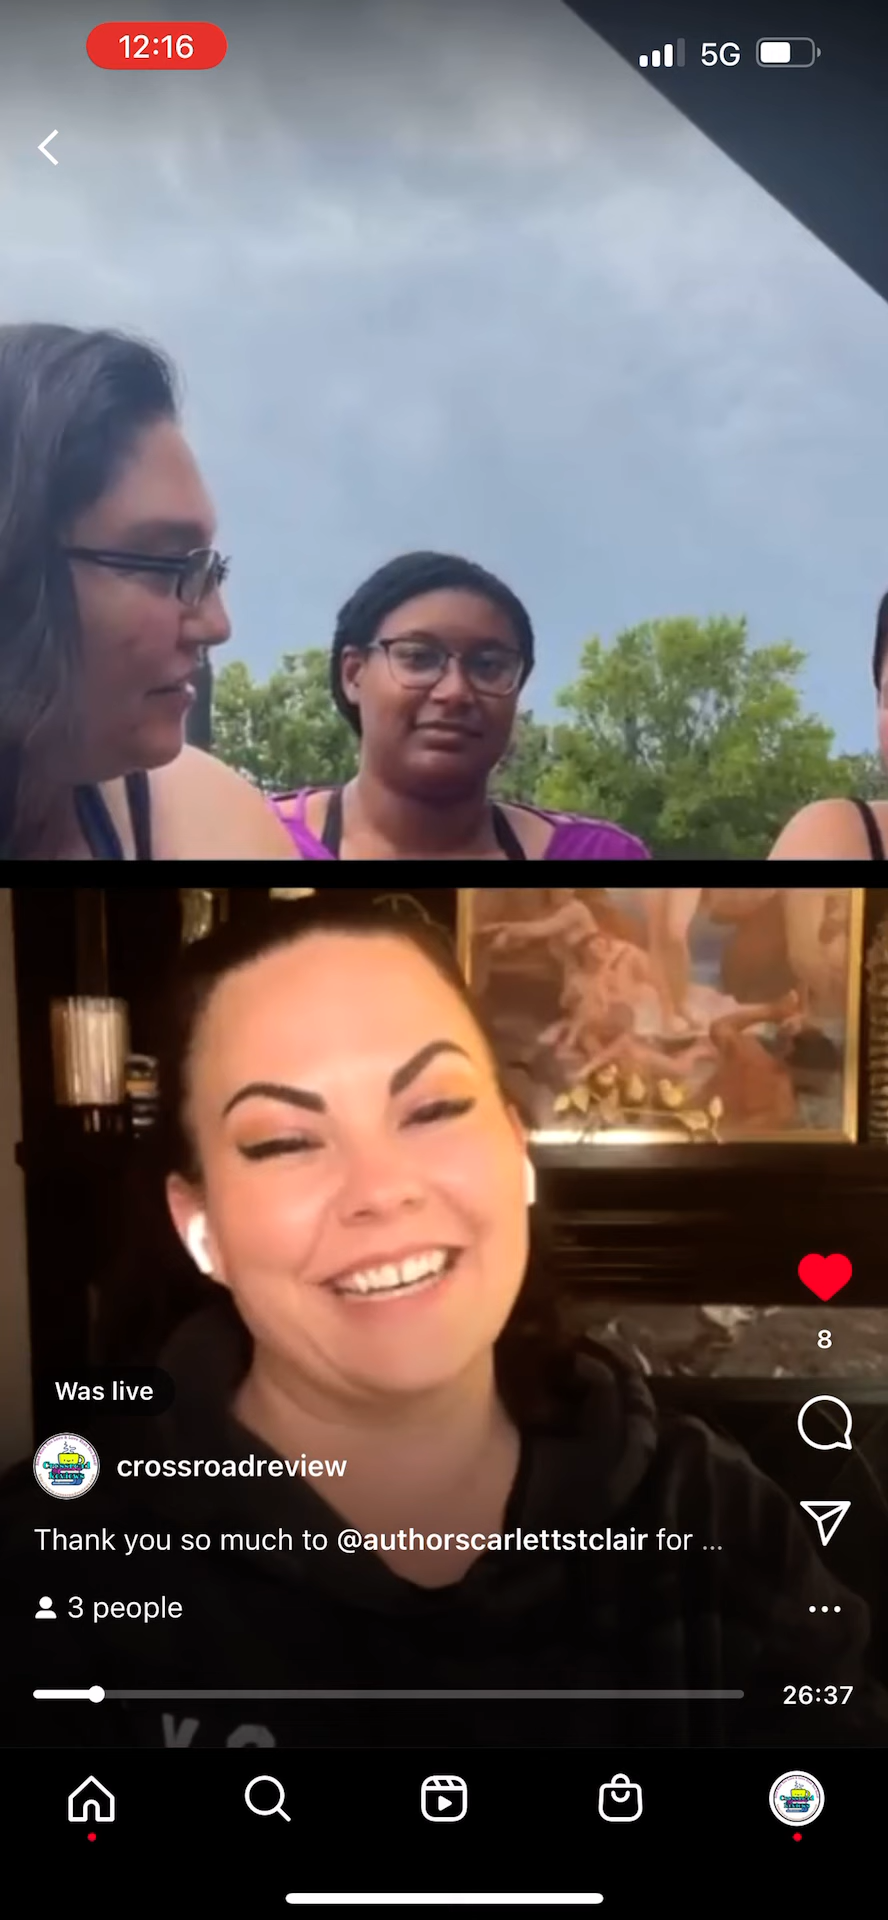 12:16
5G
8
Was live
crossroadreview
Thank you so much to @authorscarlettstclair for ...
3 people
26:37